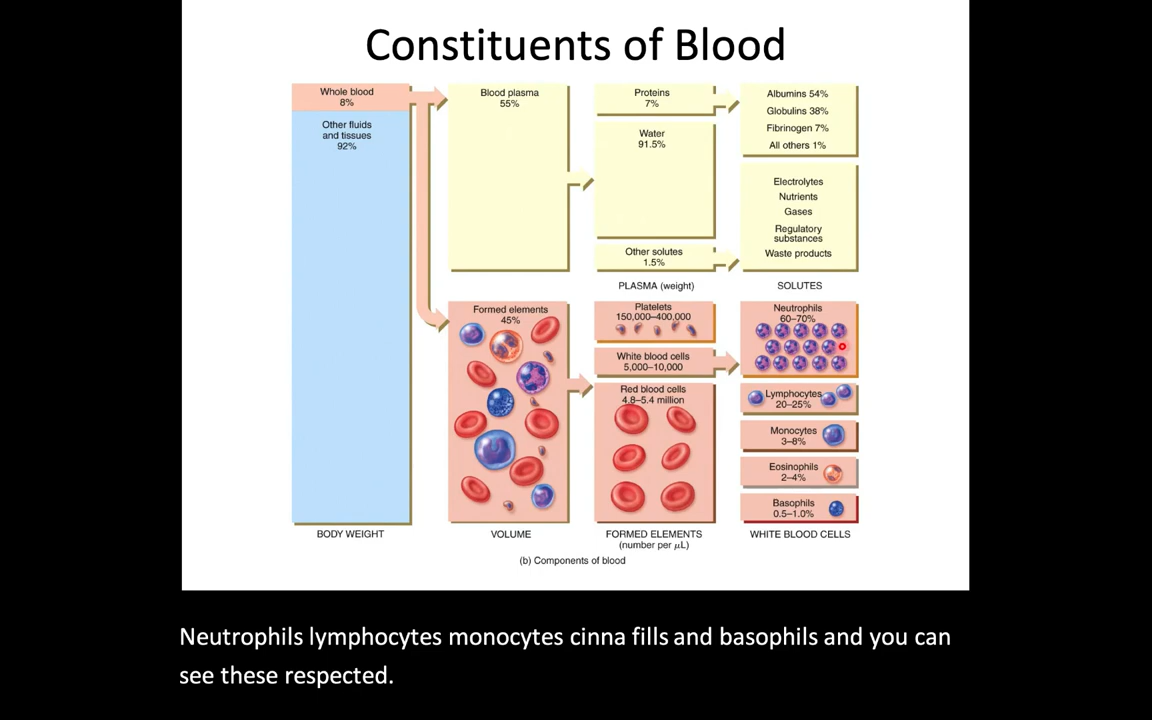 Constituents of Blood
Whole blood
8%
Other fluids
and tissues
92%
BODY WEIGHT
Blood plasma
55%
Formed elements
45%
VOLUME
Proteins
7%
Water
91.5%
Other solutes
1.5%
PLASMA (weight)
Albumins 54%
Globulins 38%
Fibrinogen 7%
All others 1%
Electrolytes
Nutrients
Gases
Regulatory
substances
Waste products
SOLUTES
Platelets
150,000–400,000
White blood cells
5,000–10,000
Red blood cells
4.8–5.4 million
FORMED ELEMENTS
(number per μL)
Neutrophils
60–70%
Lymphocytes
20–25%
Monocytes
3–8%
Eosinophils
2–4%
Basophils
0.5–1.0%
WHITE BLOOD CELLS
(b) Components of blood
Neutrophils lymphocytes monocytes cinna fills and basophils and you can
see these respected.